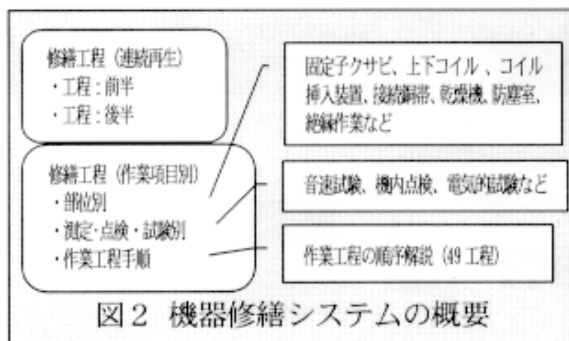 修繕工程（連続再生）
・工程：前半
・工程：後半
修繕工程（作業項目別）
・部位別
・測定・点検・試験別
・作業工程手順
固定子クサビ、上下コイル、コイル
挿入装置、接続銅帯、乾燥機、防塵室、
絶縁作業など
音速試験、機内点検、電気的試験など
作業工程の順序解説（49工程）
図２ 機器修繕システムの概要